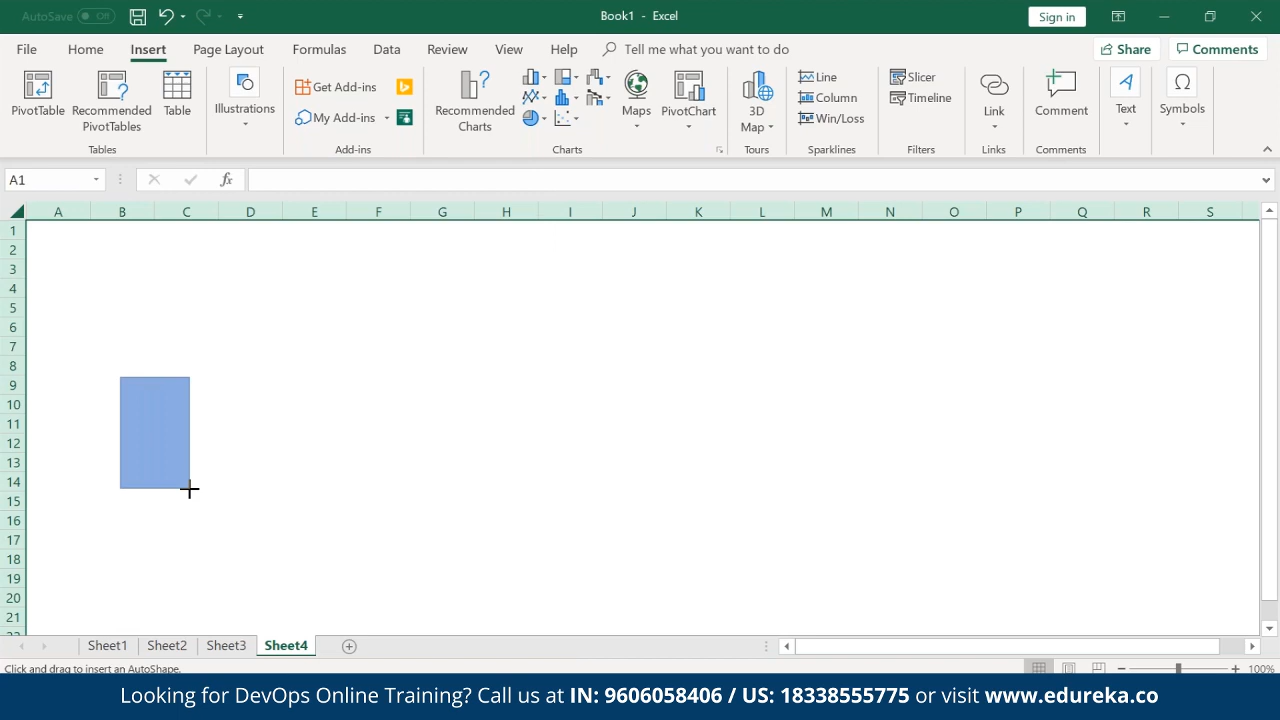 AutoSave Off
Book1 - Excel
Sign in
File Home Insert Page Layout Formulas Data Review View Help Tell me what you want to do Share Comments
PivotTable
Recommended
PivotTables
Table
Tables
Illustrations
Get Add-ins
My Add-ins
Add-ins
Recommended
Charts
Maps
PivotChart
Charts
3D
Map
Tours
Line
Column
Win/Loss
Sparklines
Slicer
Timeline
Filters
Link
Links
Comment
Comments
A
Text
Ω
Symbols
A1
fx
A B C D E F G H I J K L M N O P Q R S
1
2
3
4
5
6
7
8
9
10
11
12
13
14
15
16
17
18
19
20
21
Sheet1 Sheet2 Sheet3 Sheet4
Click and drag to insert an AutoShape.
100%
Looking for DevOps Online Training? Call us at IN: 9606058406 / US: 18338555775 or visit www.edureka.co